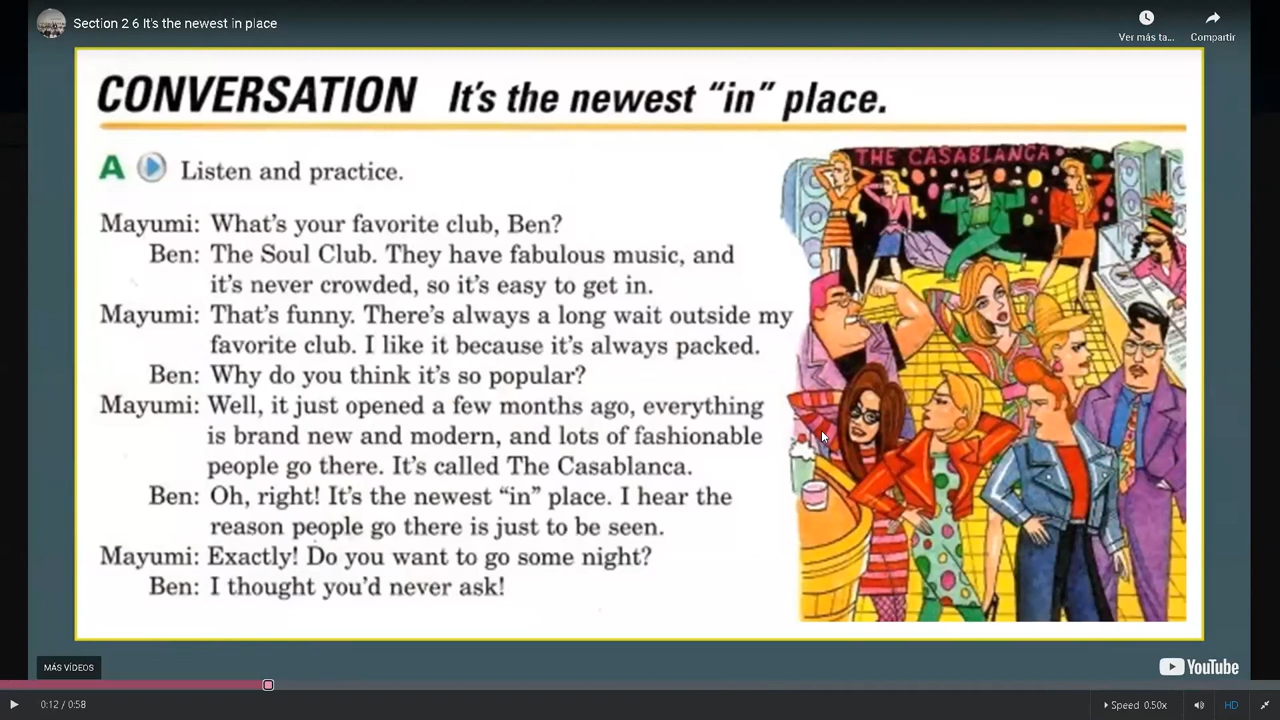 Section 2 6 It's the newest in place
Ver más ta...
Compartir
CONVERSATION It's the newest “in” place.
A Listen and practice.
THE CASABLANCA
Mayumi: What's your favorite club, Ben?
Ben: The Soul Club. They have fabulous music, and
it's never crowded, so it's easy to get in.
Mayumi: That's funny. There's always a long wait outside my
favorite club. I like it because it's always packed.
Ben: Why do you think it's so popular?
Mayumi: Well, it just opened a few months ago, everything
is brand new and modern, and lots of fashionable
people go there. It's called The Casablanca.
Ben: Oh, right! It's the newest “in” place. I hear the
reason people go there is just to be seen.
Mayumi: Exactly! Do you want to go some night?
Ben: I thought you'd never ask!
MÁS VÍDEOS
YouTube
0:12 / 0:58
Speed 0.50x
HD